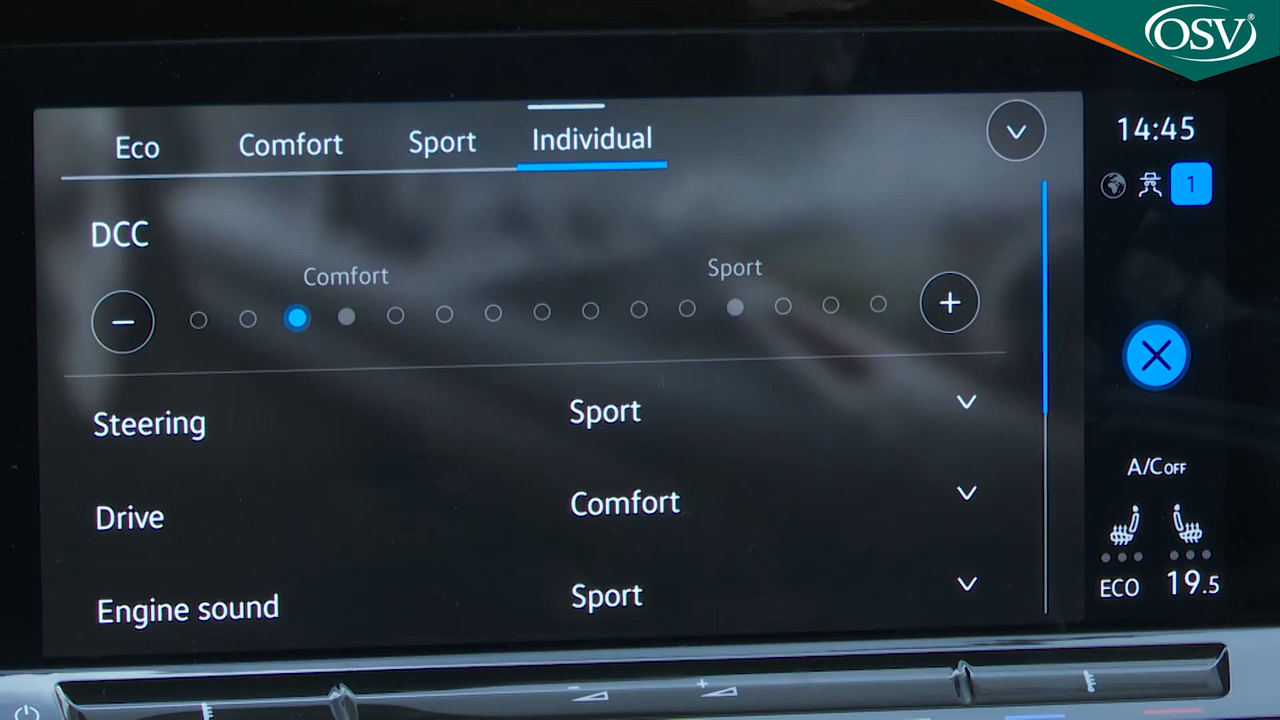 OSV®
Eco Comfort Sport Individual
14:45
1
DCC
Comfort Sport
Steering Sport
Drive Comfort
Engine sound Sport
A/C OFF
ECO 19.5